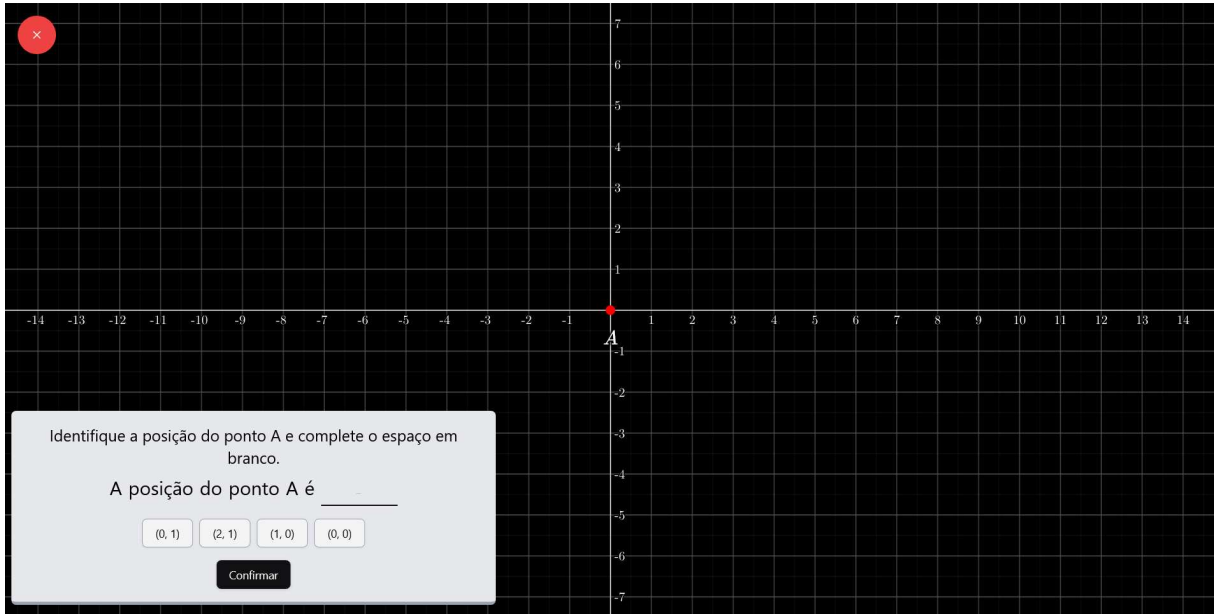 ×
7
6
5
4
3
2
1
-14 -13 -12 -11 -10 -9 -8 -7 -6 -5 -4 -3 -2 -1 1 2 3 4 5 6 7 8 9 10 11 12 13 14
A
-1
-2
-3
-4
-5
-6
-7
Identifique a posição do ponto A e complete o espaço em
branco.
A posição do ponto A é
(0, 1) (2, 1) (1, 0) (0, 0)
Confirmar